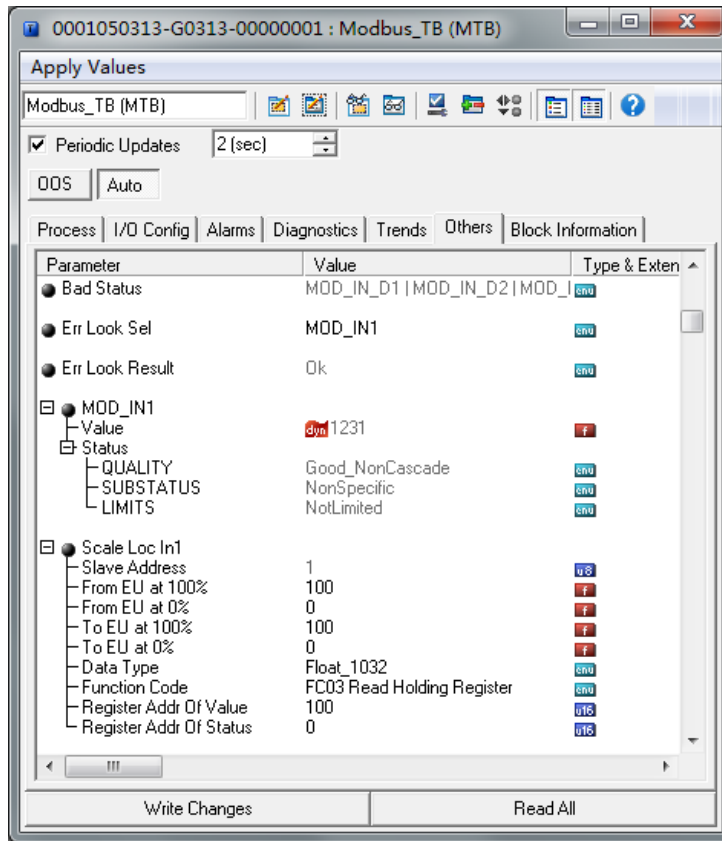 0001050313-G0313-00000001 : Modbus_TB (MTB)
Apply Values
Modbus_TB (MTB)
Periodic Updates 2 (sec)
OOS Auto
Process I/O Config Alarms Diagnostics Trends Others Block Information
Parameter Value Type & Exten
Bad Status MOD_IN_D1 | MOD_IN_D2 | MOD_I enu
Err Look Sel MOD_IN1 enu
Err Look Result Ok enu
MOD_IN1
Value dyn 1231 f
Status
QUALITY Good_NonCascade enu
SUBSTATUS NonSpecific enu
LIMITS NotLimited enu
Scale Loc In1
Slave Address 1 u8
From EU at 100% 100 f
From EU at 0% 0 f
To EU at 100% 100 f
To EU at 0% 0 f
Data Type Float_1032 enu
Function Code FC03 Read Holding Register enu
Register Addr Of Value 100 u16
Register Addr Of Status 0 u16
Write Changes Read All